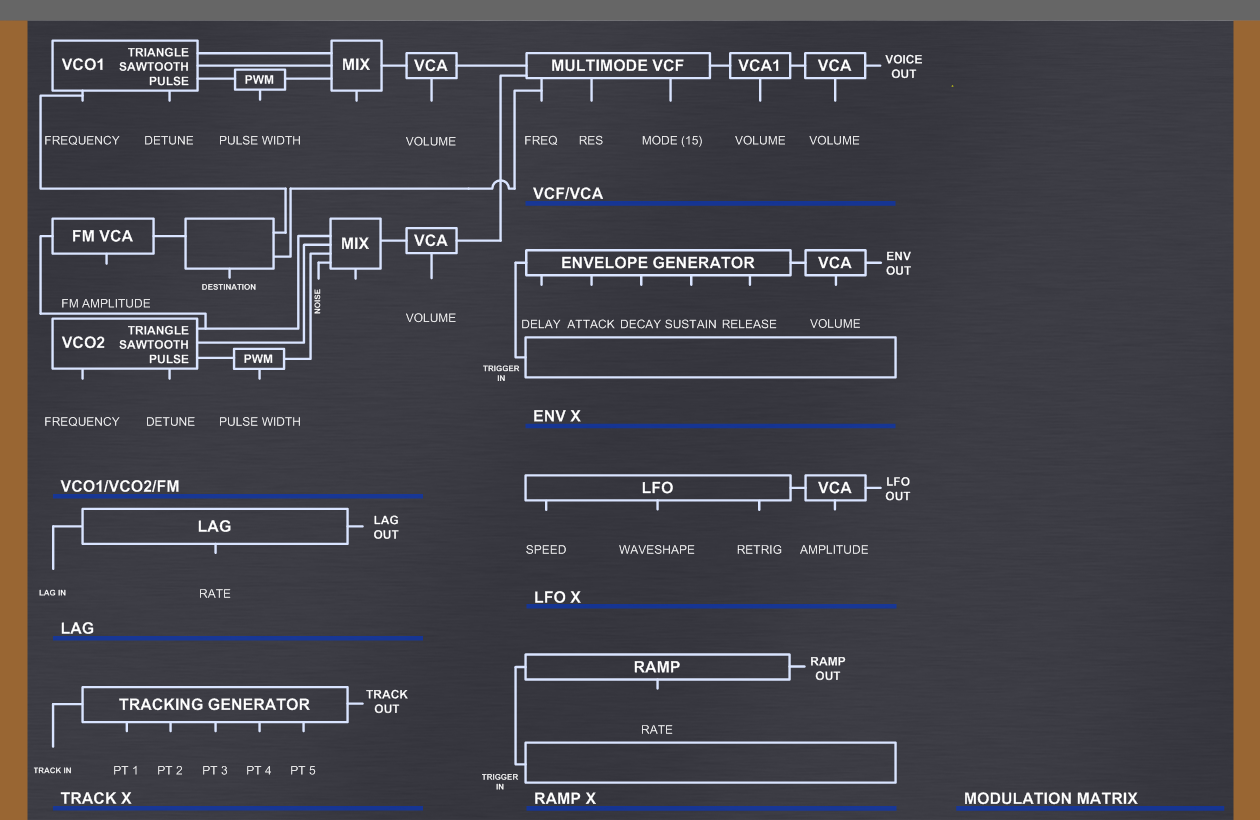 VCO1
TRIANGLE
SAWTOOTH
PULSE
PWM
MIX
VCA
FREQUENCY
DETUNE
PULSE WIDTH
VOLUME
MULTIMODE VCF
VCA1
VCA
VOICE
OUT
FREQ
RES
MODE (15)
VOLUME
VOLUME
VCF/VCA
FM VCA
DESTINATION
MIX
NOISE
VCA
FM AMPLITUDE
VOLUME
VCO2
TRIANGLE
SAWTOOTH
PULSE
PWM
FREQUENCY
DETUNE
PULSE WIDTH
VCO1/VCO2/FM
ENVELOPE GENERATOR
VCA
ENV
OUT
DELAY
ATTACK
DECAY
SUSTAIN
RELEASE
VOLUME
TRIGGER
IN
ENV X
LAG
LAG
OUT
LAG IN
RATE
LAG
LFO
VCA
LFO
OUT
SPEED
WAVESHAPE
RETRIG
AMPLITUDE
LFO X
TRACKING GENERATOR
TRACK
OUT
TRACK IN
PT 1
PT 2
PT 3
PT 4
PT 5
TRACK X
RAMP
RAMP
OUT
RATE
TRIGGER
IN
RAMP X
MODULATION MATRIX